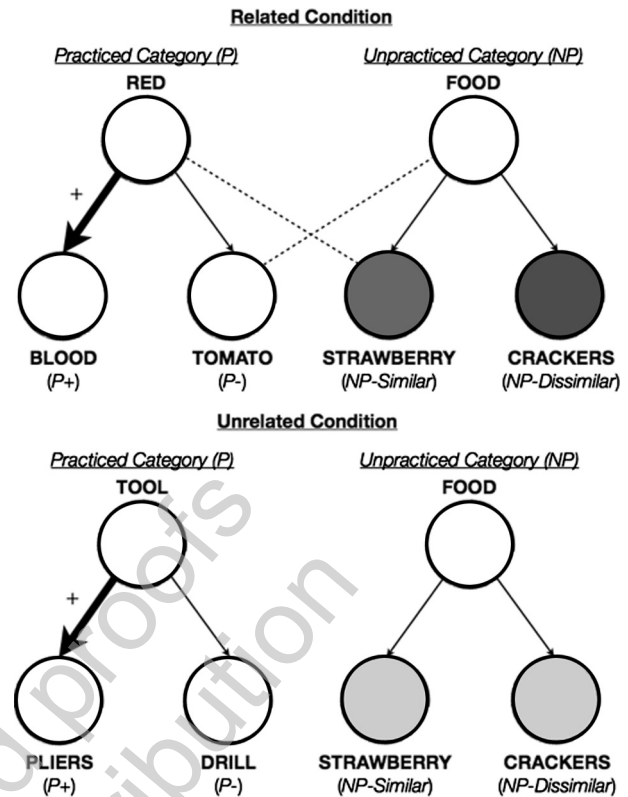 Related Condition
Practiced Category (P) Unpracticed Category (NP)
RED FOOD
+
BLOOD TOMATO STRAWBERRY CRACKERS
(P+) (P-) (NP-Similar) (NP-Dissimilar)
Unrelated Condition
Practiced Category (P) Unpracticed Category (NP)
TOOL FOOD
+
PLIERS DRILL STRAWBERRY CRACKERS
(P+) (P-) (NP-Similar) (NP-Dissimilar)
proofs